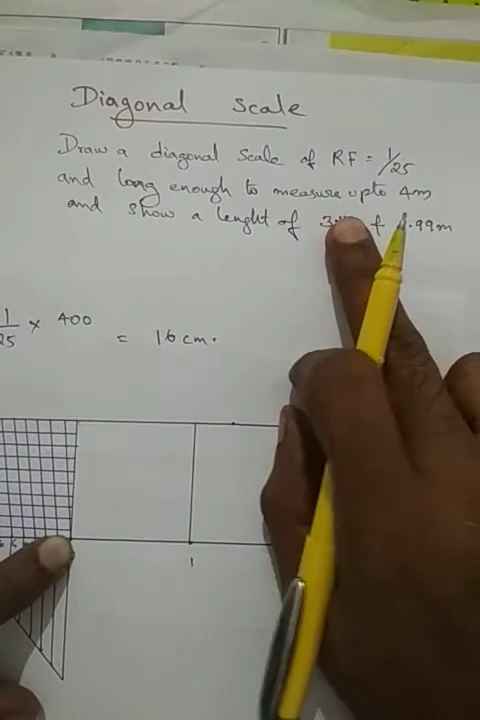 Diagonal Scale
Draw a diagonal Scale of RF = 1/25
and long enough to measure upto 4m
and show a lenght of .99m
1/25 × 400 = 16 cm.
1